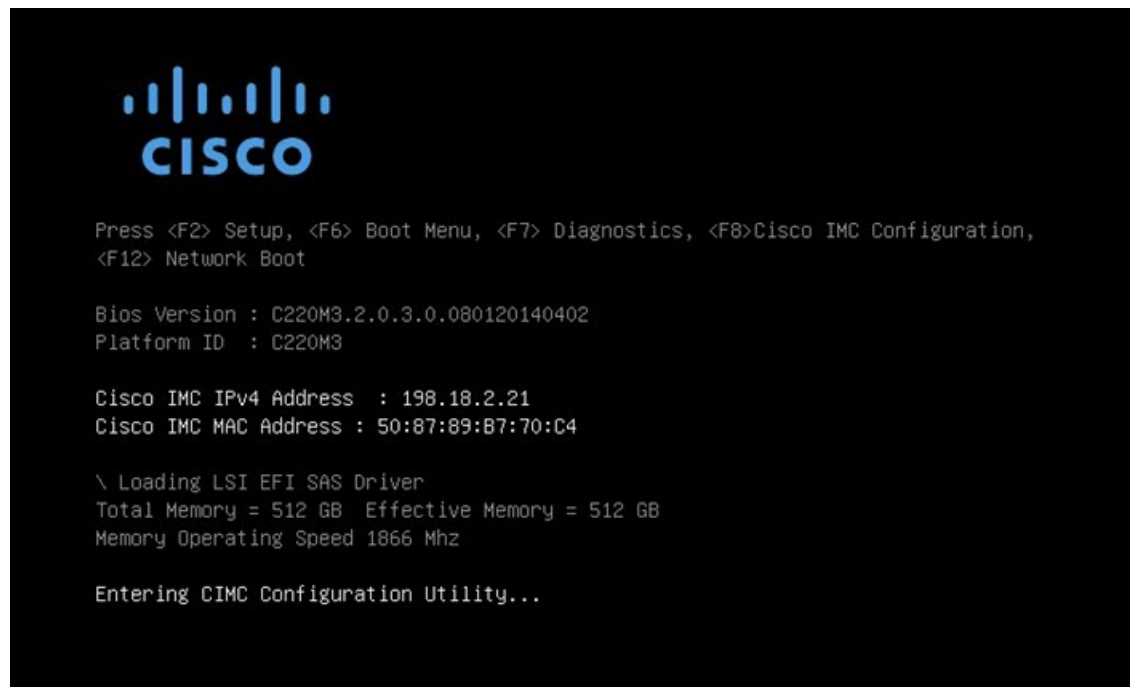 CISCO
Press <F2> Setup, <F6> Boot Menu, <F7> Diagnostics, <F8>Cisco IMC Configuration,
<F12> Network Boot
Bios Version : C220M3.2.0.3.0.080120140402
Platform ID  : C220M3
Cisco IMC IPv4 Address  : 198.18.2.21
Cisco IMC MAC Address : 50:87:89:B7:70:C4
\ Loading LSI EFI SAS Driver
Total Memory = 512 GB  Effective Memory = 512 GB
Memory Operating Speed 1866 Mhz
Entering CIMC Configuration Utility...